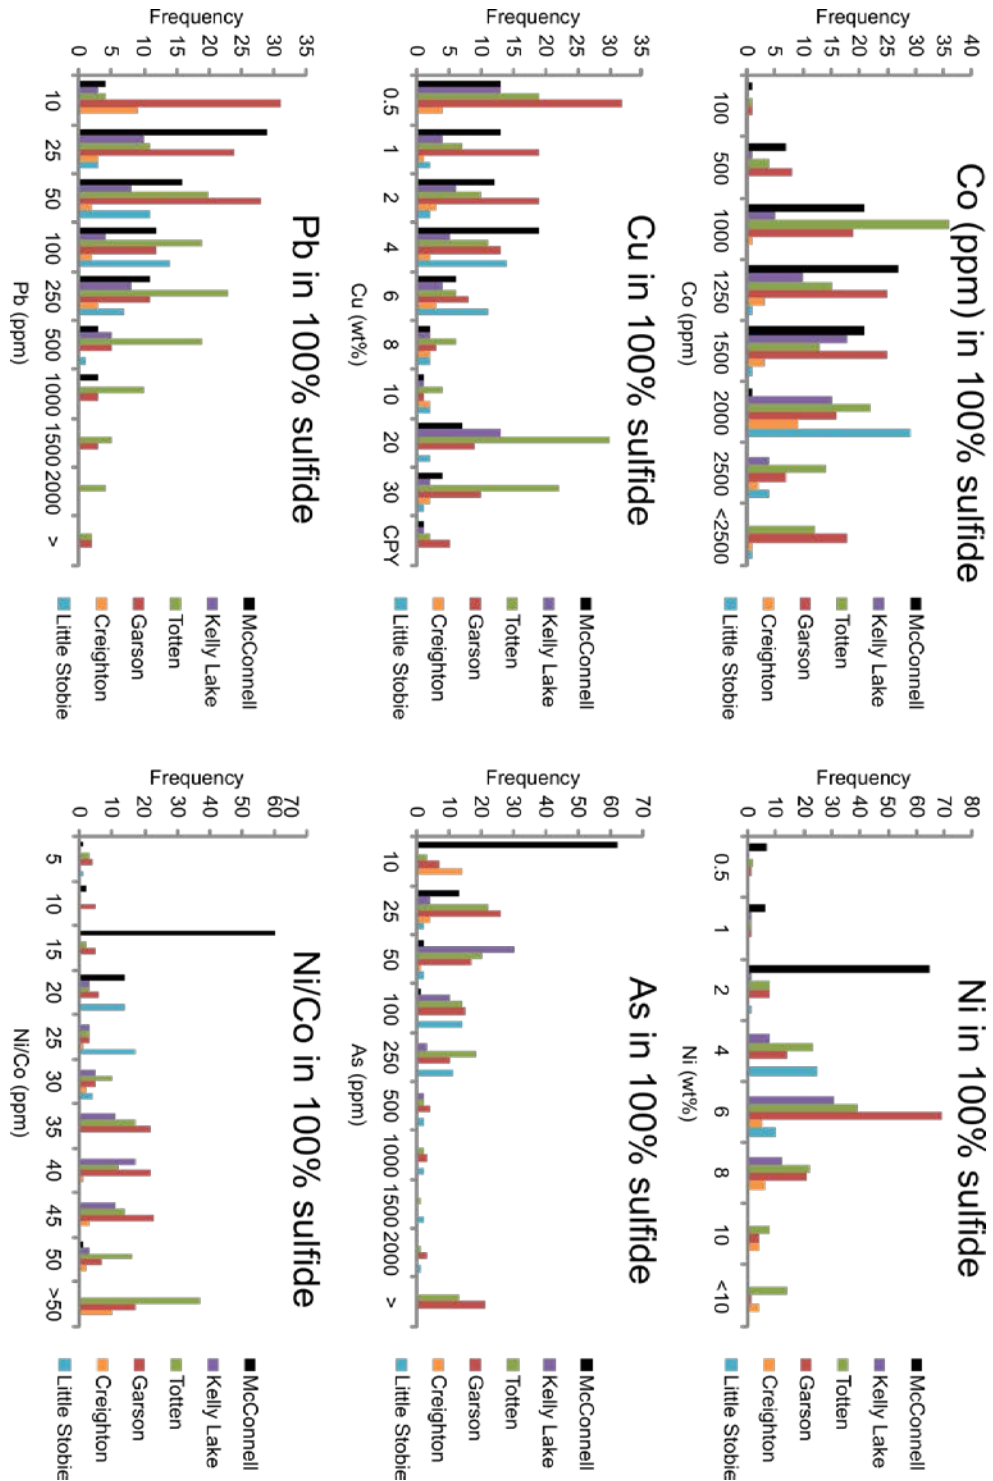 Co (ppm) in 100% sulfide
Frequency
40
35
30
25
20
15
10
5
0
100 500 1000 1250 1500 2000 2500 <2500
Co (ppm)
McConnell
Kelly Lake
Totten
Garson
Creighton
Little Stobie
Ni in 100% sulfide
Frequency
80
70
60
50
40
30
20
10
0
0.5 1 2 4 6 8 10 <10
Ni (wt%)
McConnell
Kelly Lake
Totten
Garson
Creighton
Little Stobie
Cu in 100% sulfide
Frequency
35
30
25
20
15
10
5
0
0.5 1 2 4 6 8 10 20 30 CPY
Cu (wt%)
McConnell
Kelly Lake
Totten
Garson
Creighton
Little Stobie
As in 100% sulfide
Frequency
70
60
50
40
30
20
10
0
10 25 50 100 250 500 1000 1500 2000 >
As (ppm)
McConnell
Kelly Lake
Totten
Garson
Creighton
Little Stobie
Pb in 100% sulfide
Frequency
35
30
25
20
15
10
5
0
10 25 50 100 250 500 1000 1500 2000 >
Pb (ppm)
McConnell
Kelly Lake
Totten
Garson
Creighton
Little Stobie
Ni/Co in 100% sulfide
Frequency
70
60
50
40
30
20
10
0
5 10 15 20 25 30 35 40 45 50 >50
Ni/Co (ppm)
McConnell
Kelly Lake
Totten
Garson
Creighton
Little Stobie